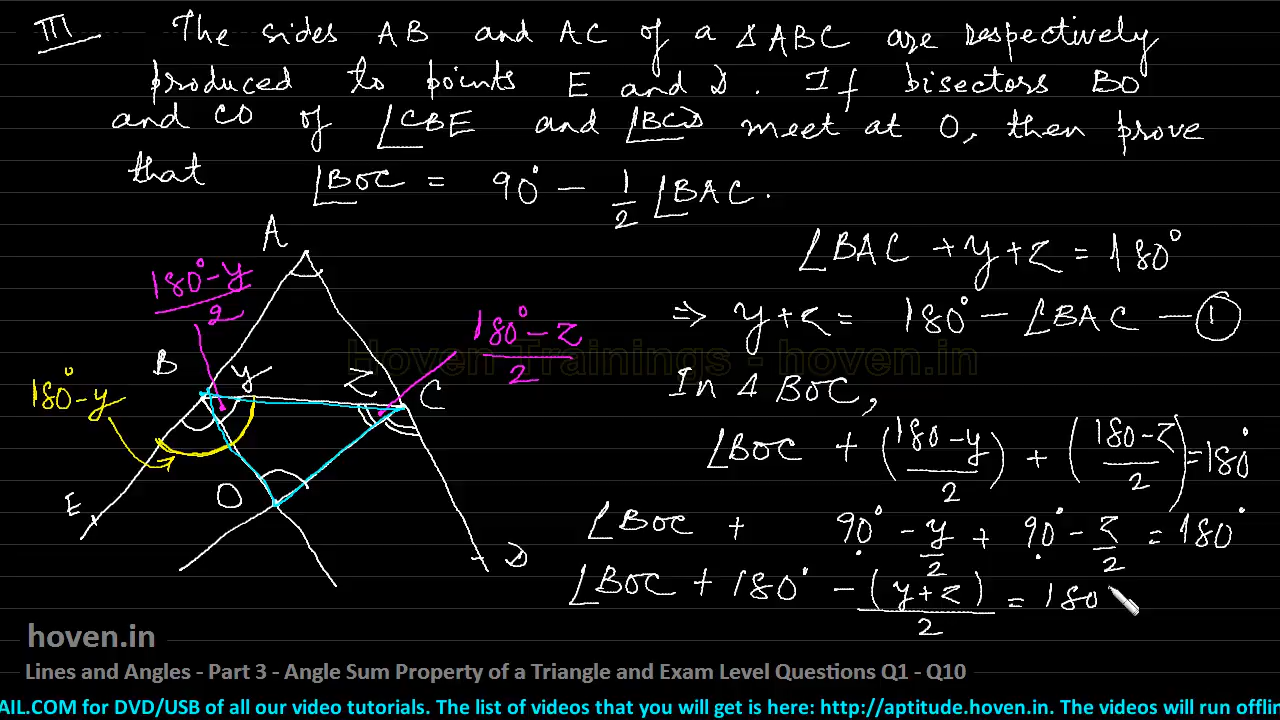 III The sides AB and AC of a ΔABC are respectively
produced to points E and D. If bisectors BO
and CO of ∠CBE and ∠BCD meet at O, then prove
that ∠BOC = 90° - 1/2 ∠BAC.
A
180° - y / 2
B
y
180° - y
E
O
Z
C
180° - z / 2
D
∠BAC + y + z = 180°
⇒ y + z = 180° - ∠BAC - ①
Hoven Trainings - hoven.in
In Δ BOC,
∠BOC + (180 - y / 2) + (180 - z / 2) = 180°
∠BOC + 90° - y/2 + 90° - z/2 = 180°
∠BOC + 180° - (y + z) / 2 = 180
hoven.in
Lines and Angles - Part 3 - Angle Sum Property of a Triangle and Exam Level Questions Q1 - Q10
AIL.COM for DVD/USB of all our video tutorials. The list of videos that you will get is here: http://aptitude.hoven.in. The videos will run offlin